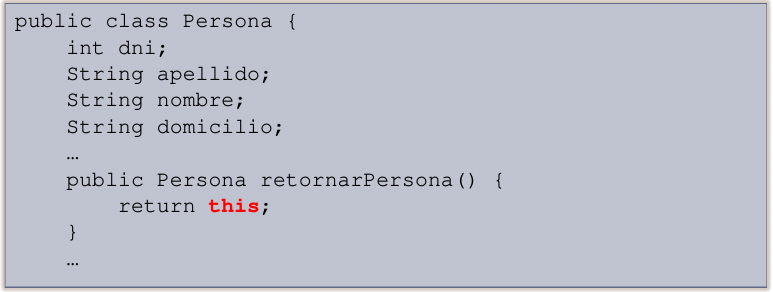 public class Persona {
int dni;
String apellido;
String nombre;
String domicilio;
…
public Persona retornarPersona() {
return this;
}
…